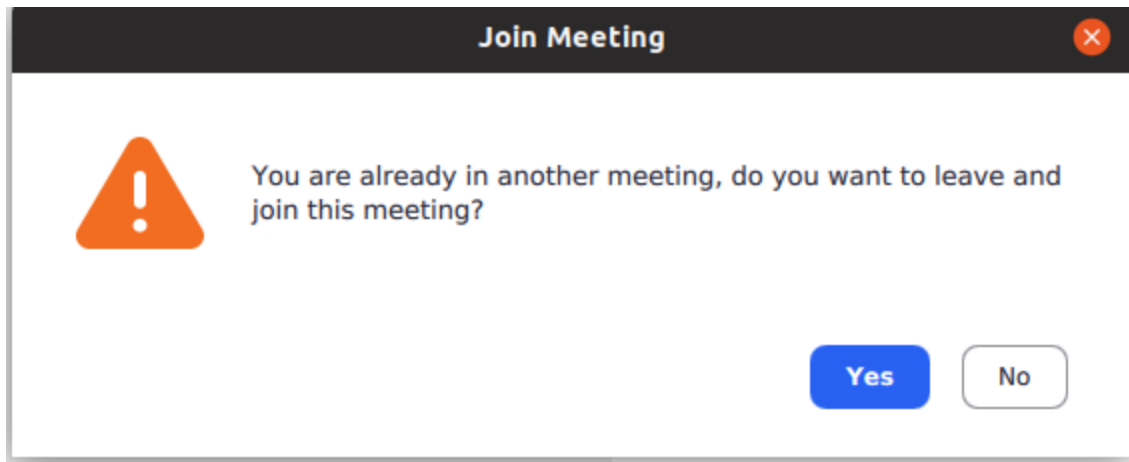 Join Meeting
You are already in another meeting, do you want to leave and
join this meeting?
Yes No